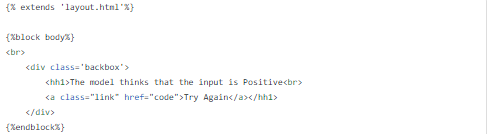 {% extends 'layout.html'%}
{%block body%}
<br>
<div class='backbox'>
<hh1>The model thinks that the input is Positive<br>
<a class="link" href="code">Try Again</a></hh1>
</div>
{%endblock%}